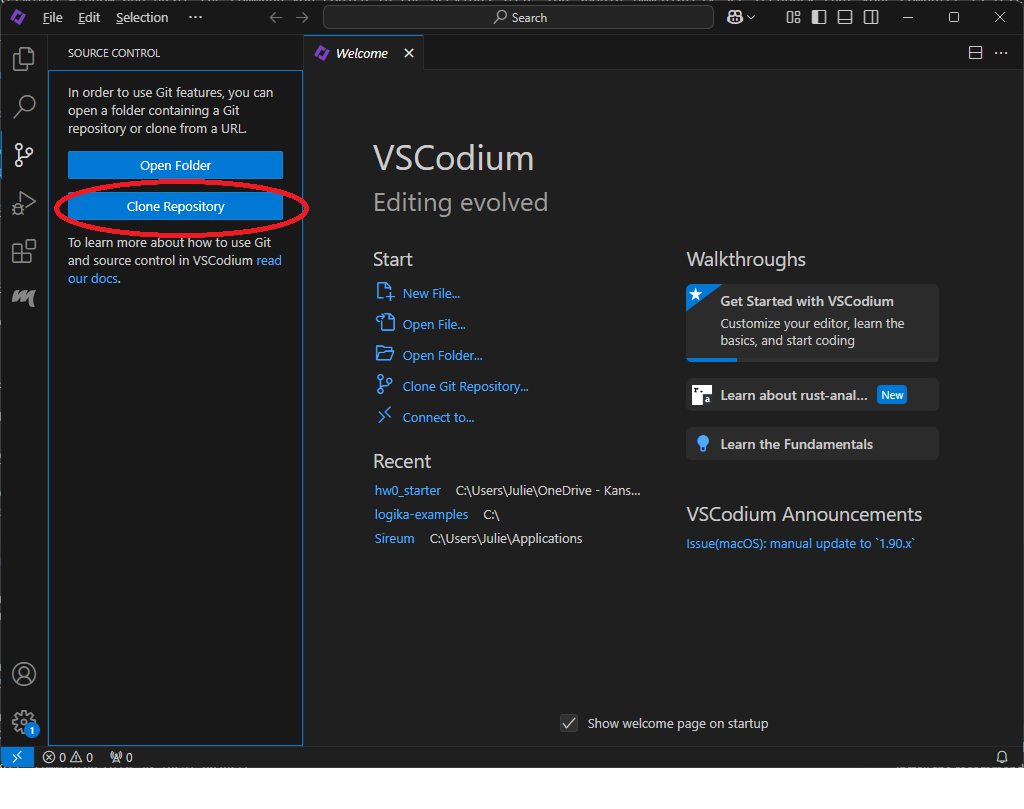 File Edit Selection ···
Search
SOURCE CONTROL
Welcome
In order to use Git features, you can
open a folder containing a Git
repository or clone from a URL.
Open Folder
Clone Repository
To learn more about how to use Git
and source control in VSCodium read
our docs.
VSCodium
Editing evolved
Start
New File...
Open File...
Open Folder...
Clone Git Repository...
Connect to...
Recent
hw0_starter C:\Users\Julie\OneDrive - Kans...
logika-examples C:\
Sireum C:\Users\Julie\Applications
Walkthroughs
Get Started with VSCodium
Customize your editor, learn the
basics, and start coding
r.
a
Learn about rust-anal... New
Learn the Fundamentals
VSCodium Announcements
Issue(macOS): manual update to `1.90.x`
Show welcome page on startup
1
0 0 0